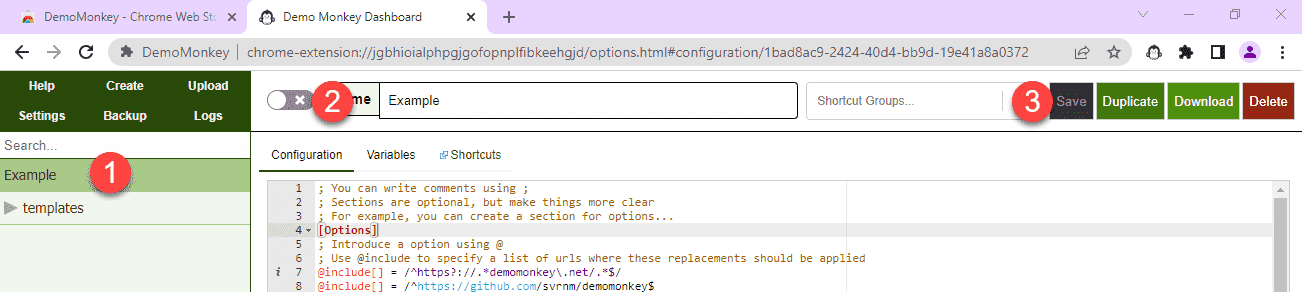 DemoMonkey - Chrome Web Sto
Demo Monkey Dashboard
DemoMonkey
chrome-extension://jgbhioialphpgjgofopnplfibkeehgjd/options.html#configuration/1bad8ac9-2424-40d4-bb9d-19e41a8a0372
Help Create Upload
Settings Backup Logs
2 me Example Shortcut Groups... 3 Save Duplicate Download Delete
Search...
Example 1
templates
Configuration Variables Shortcuts
1 ; You can write comments using ;
2 ; Sections are optional, but make things more clear
3 ; For example, you can create a section for options...
4 [Options]
5 ; Introduce a option using @
6 ; Use @include to specify a list of urls where these replacements should be applied
i 7 @include[] = /^https?://.*demomonkey\.net/.*$/
8 @include[] = /^https://github.com/svrnm/demomonkey$